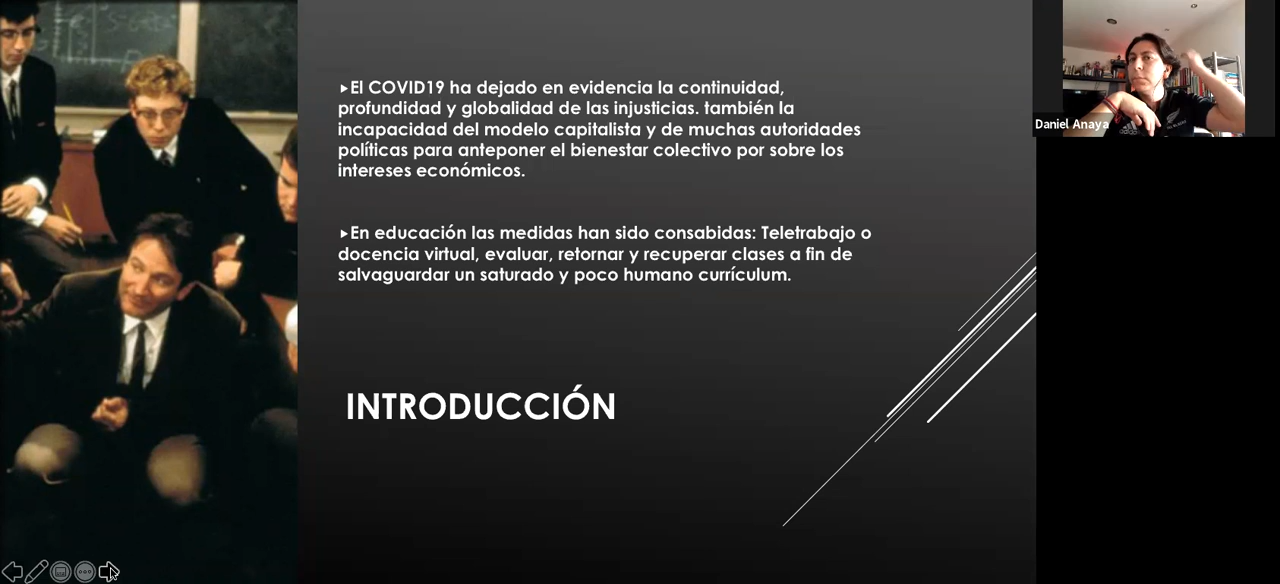 ▸El COVID19 ha dejado en evidencia la continuidad,
profundidad y globalidad de las injusticias. también la
incapacidad del modelo capitalista y de muchas autoridades
políticas para anteponer el bienestar colectivo por sobre los
intereses económicos.
▸En educación las medidas han sido consabidas: Teletrabajo o
docencia virtual, evaluar, retornar y recuperar clases a fin de
salvaguardar un saturado y poco humano currículum.
INTRODUCCIÓN
Daniel Anaya
adidas